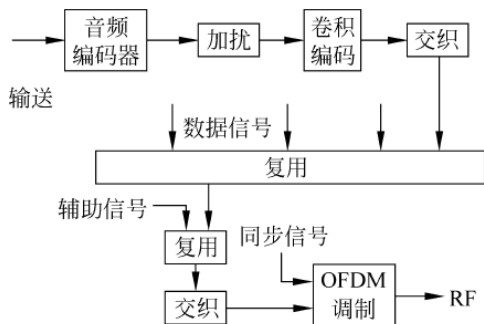 音频
编码器
加扰
卷积
编码
交织
输送
数据信号
复用
辅助信号
同步信号
复用
OFDM
调制
RF
交织